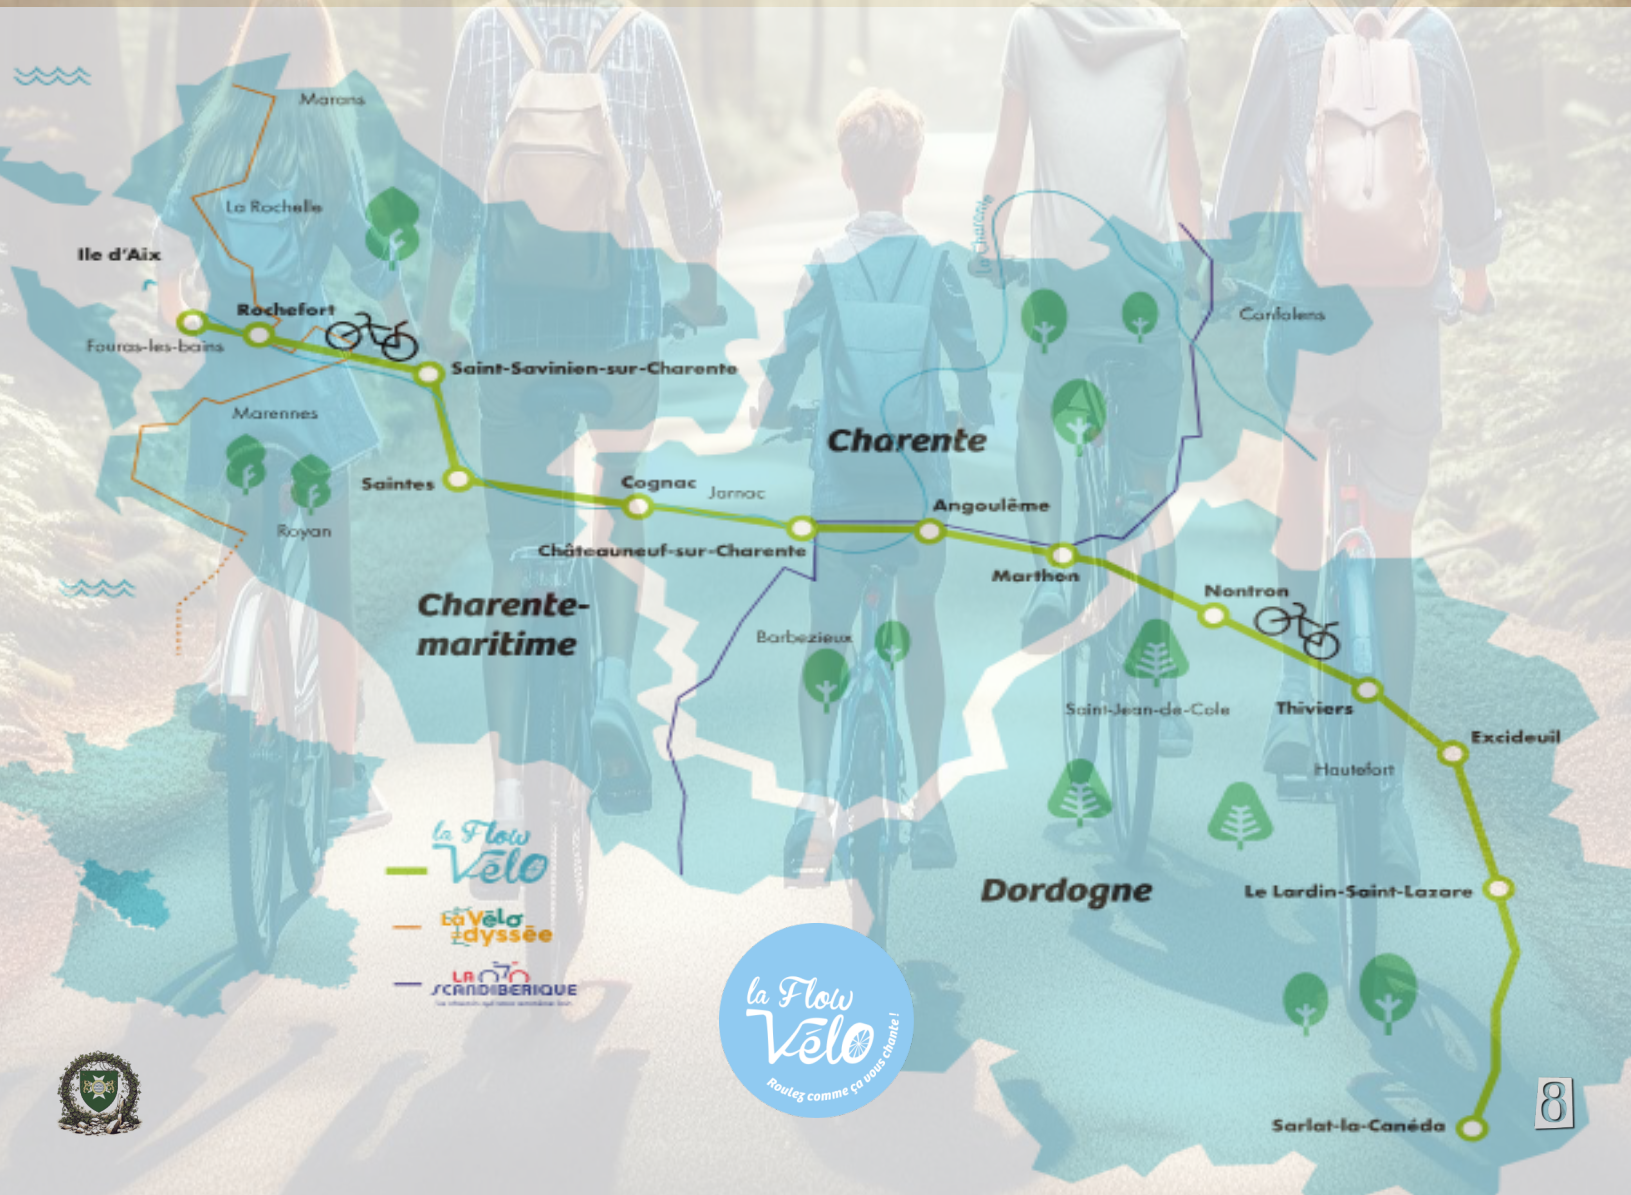 Marans
La Rochelle
Ile d'Aix
Rochefort
Fouras-les-bains
Saint-Savinien-sur-Charente
Marennes
Saintes
Royan
Cognac
Jarnac
Châteauneuf-sur-Charente
Charente-
maritime
la Charente
Charente
Angoulême
Confolens
Marthon
Barbezieux
Nontron
Saint-Jean-de-Cole
Thiviers
Excideuil
Hautefort
Dordogne
Le Lardin-Saint-Lazare
Sarlat-la-Canéda
la Flow
Vélo
La Vélo
dyssée
LA
SCANDIBERIQUE
la Flow
Vélo
Roulez comme ça vous chante !
8